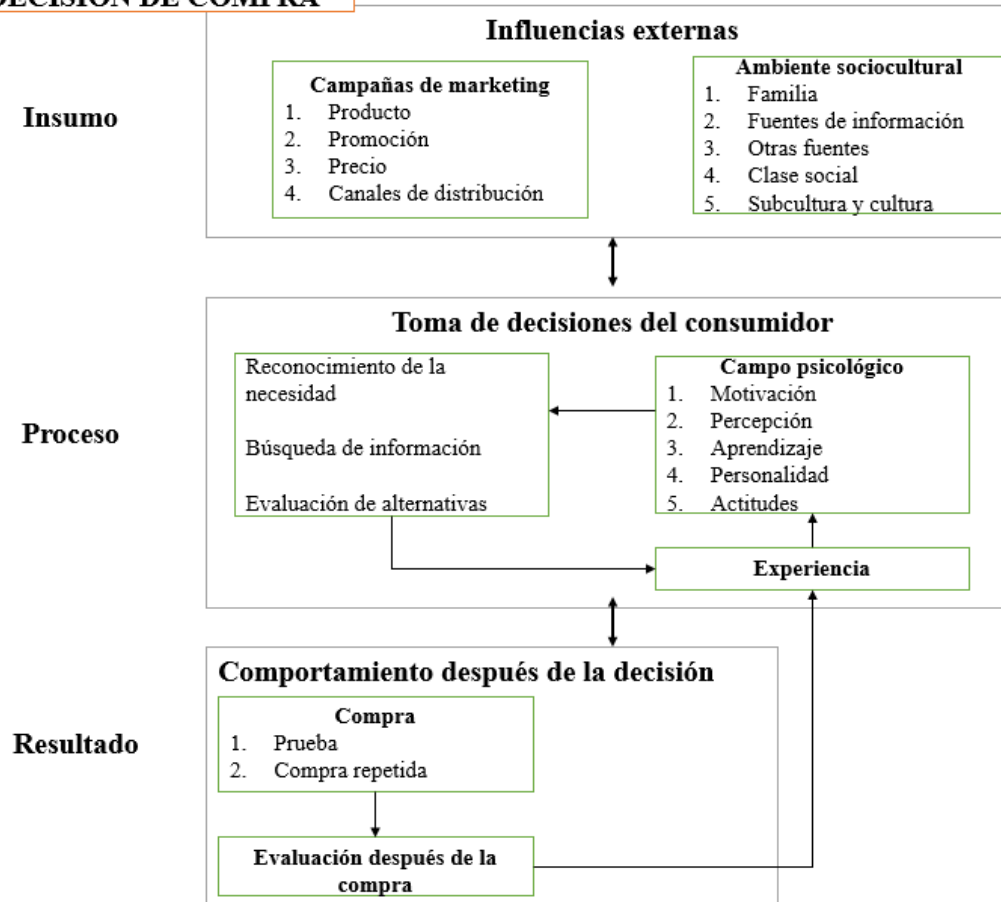 DECISIÓN DE COMPRA
Influencias externas
Insumo
Campañas de marketing
1. Producto
2. Promoción
3. Precio
4. Canales de distribución
Ambiente sociocultural
1. Familia
2. Fuentes de información
3. Otras fuentes
4. Clase social
5. Subcultura y cultura
Toma de decisiones del consumidor
Proceso
Reconocimiento de la
necesidad
Búsqueda de información
Evaluación de alternativas
Campo psicológico
1. Motivación
2. Percepción
3. Aprendizaje
4. Personalidad
5. Actitudes
Experiencia
Comportamiento después de la decisión
Resultado
Compra
1. Prueba
2. Compra repetida
Evaluación después de la
compra